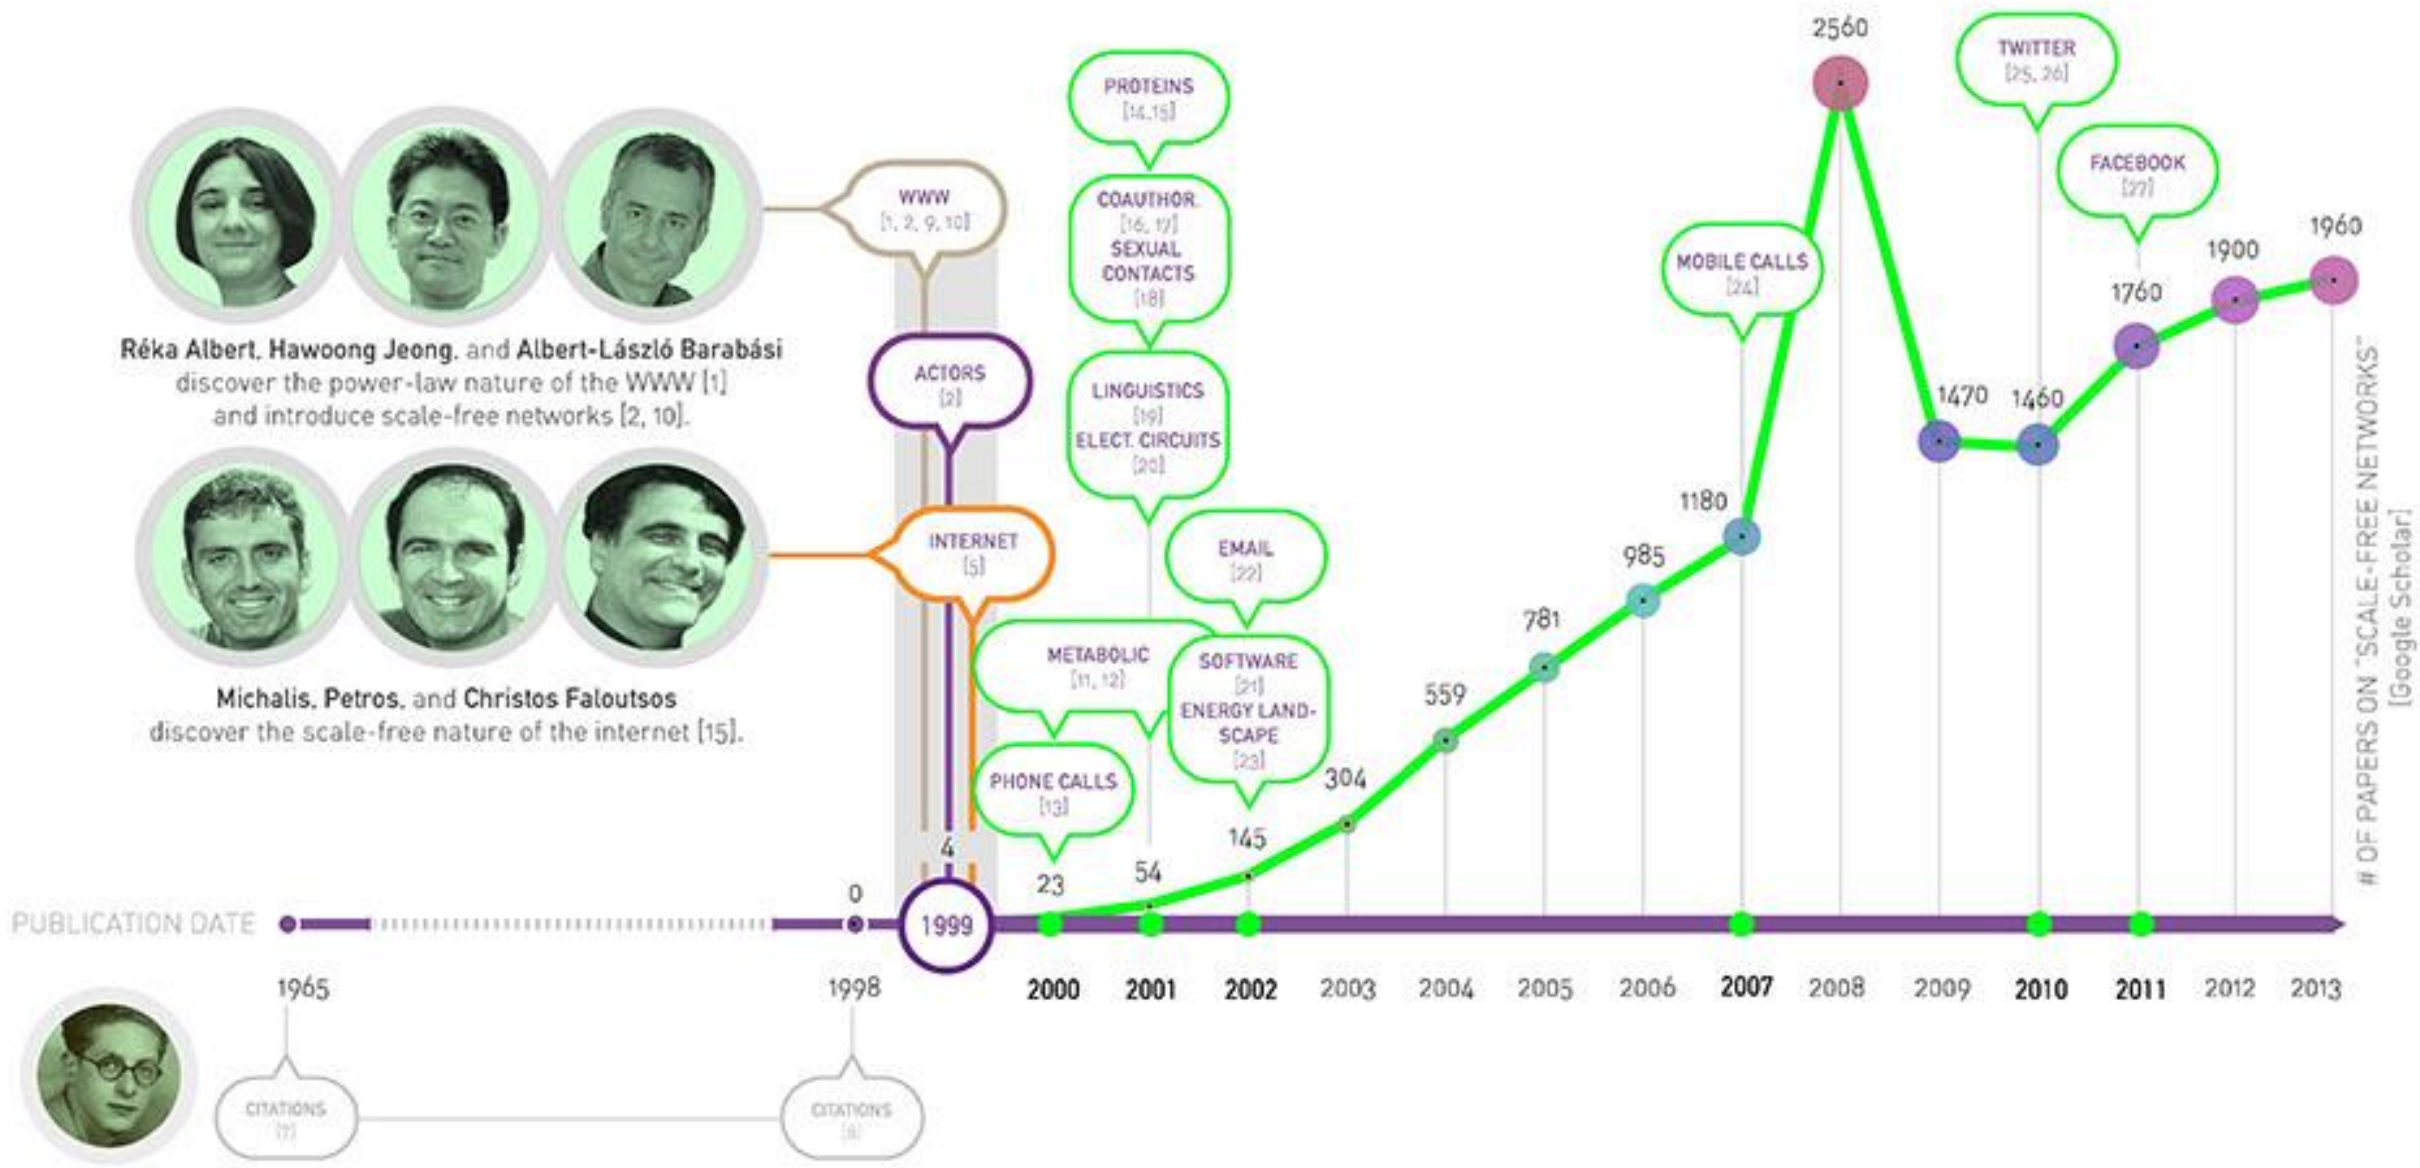 2560
TWITTER
[25, 26]
PROTEINS
[14,15]
FACEBOOK
[27]
WWW
[1, 2, 9, 10]
COAUTHOR.
[16, 17]
SEXUAL
CONTACTS
[18]
1960
1900
MOBILE CALLS
[24]
1760
Réka Albert, Hawoong Jeong, and Albert-László Barabási
discover the power-law nature of the WWW [1]
and introduce scale-free networks [2, 10].
ACTORS
[2]
LINGUISTICS
[19]
ELECT. CIRCUITS
[20]
1470
1460
1180
INTERNET
[5]
EMAIL
[22]
985
781
METABOLIC
[11, 12]
SOFTWARE
[21]
ENERGY LAND-
SCAPE
[23]
559
Michalis, Petros, and Christos Faloutsos
discover the scale-free nature of the internet [15].
PHONE CALLS
[13]
304
145
4
54
23
0
# OF PAPERS ON "SCALE-FREE NETWORKS"
[Google Scholar]
PUBLICATION DATE
1999
1965
1998
2000
2001
2002
2003
2004
2005
2006
2007
2008
2009
2010
2011
2012
2013
CITATIONS
[7]
CITATIONS
[8]